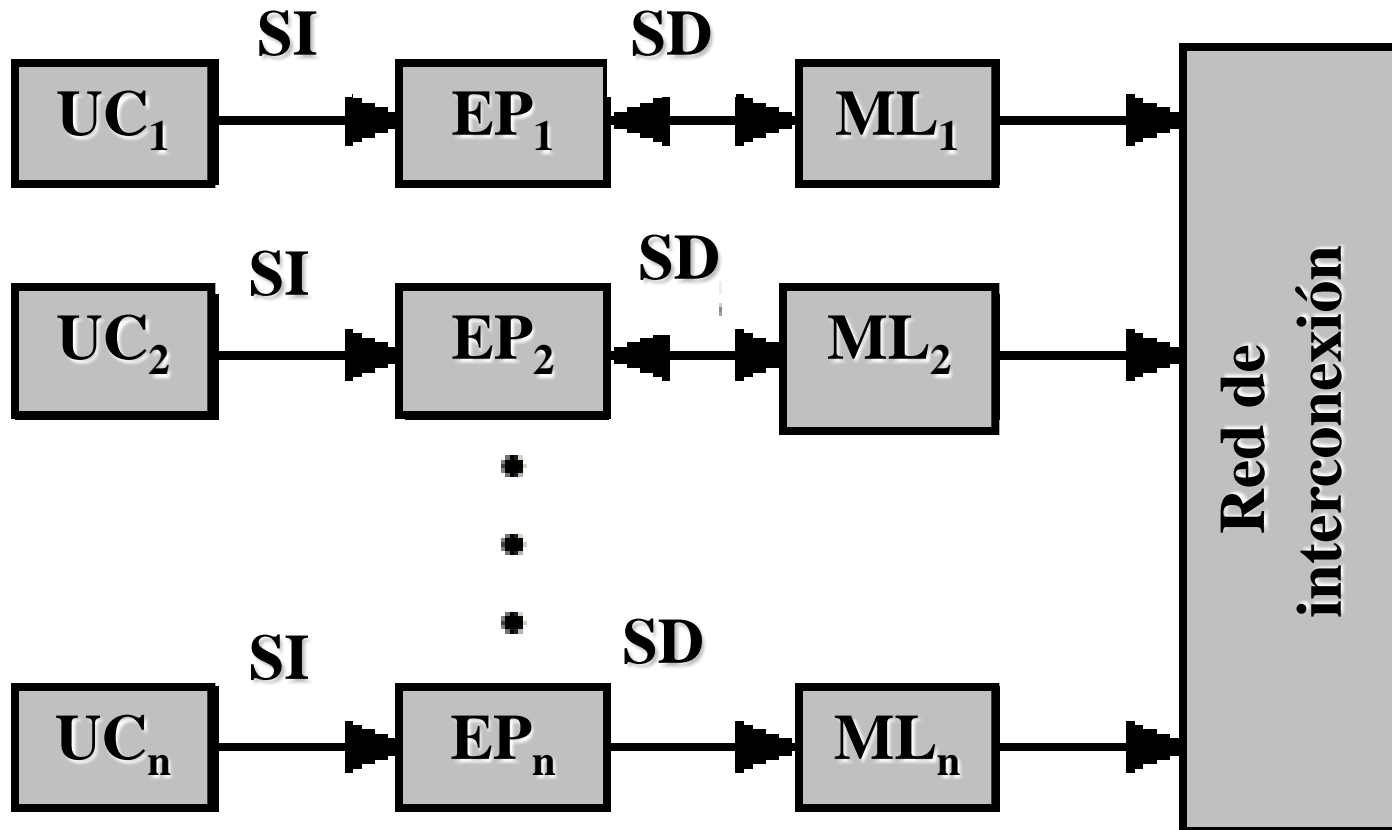 SI SD
UC1 EP1 ML1
SI SD
UC2 EP2 ML2
SI SD
UCn EPn MLn
Red de
interconexión